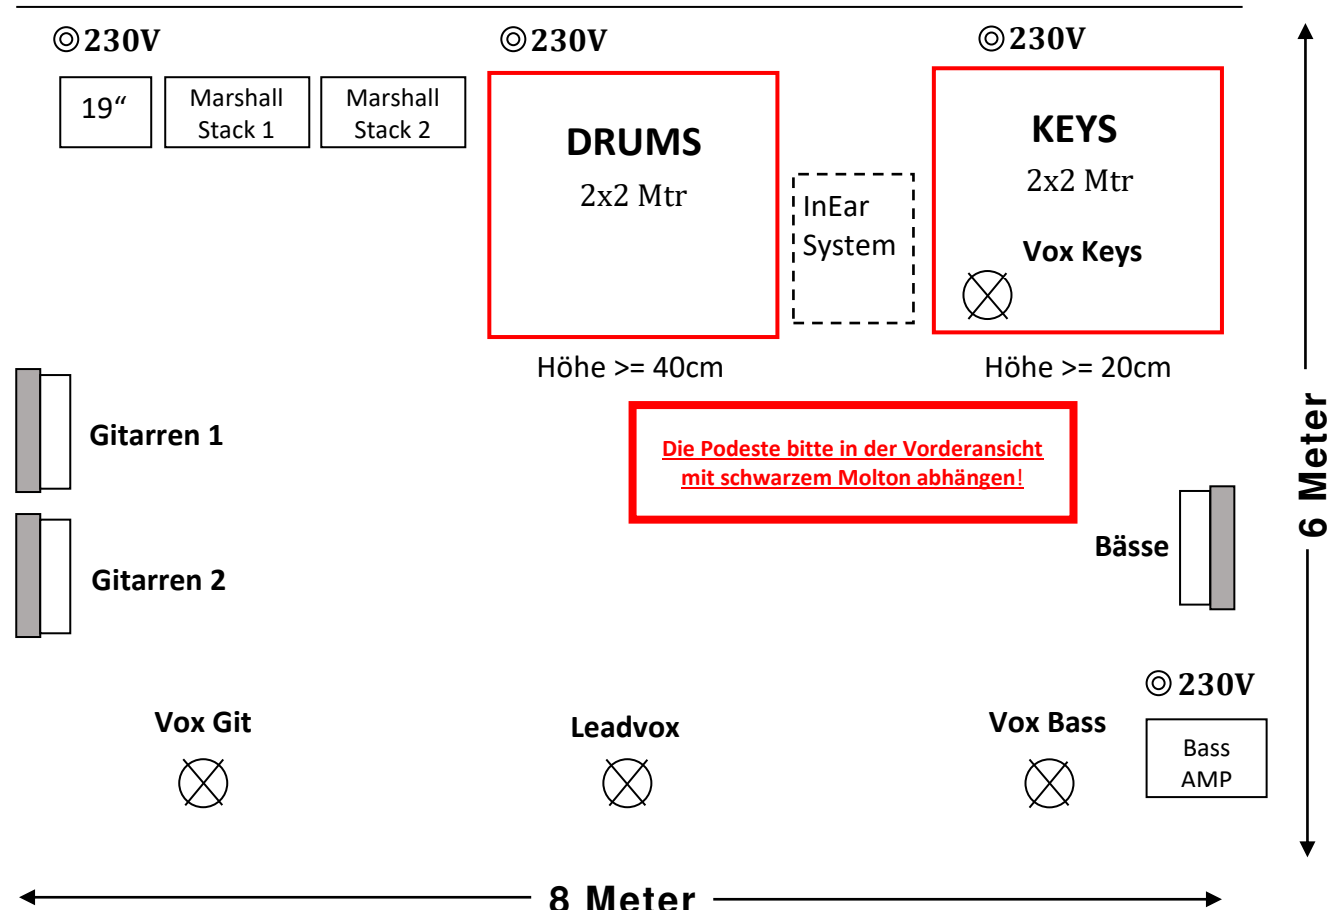 ◎230V
◎230V
◎230V
19“
Marshall
Stack 1
Marshall
Stack 2
DRUMS
2x2 Mtr
InEar
System
KEYS
2x2 Mtr
Vox Keys
Höhe >= 40cm
Höhe >= 20cm
Die Podeste bitte in der Vorderansicht
mit schwarzem Molton abhängen!
Gitarren 1
Gitarren 2
Bässe
6 Meter
◎230V
Vox Git
Leadvox
Vox Bass
Bass
AMP
8 Meter